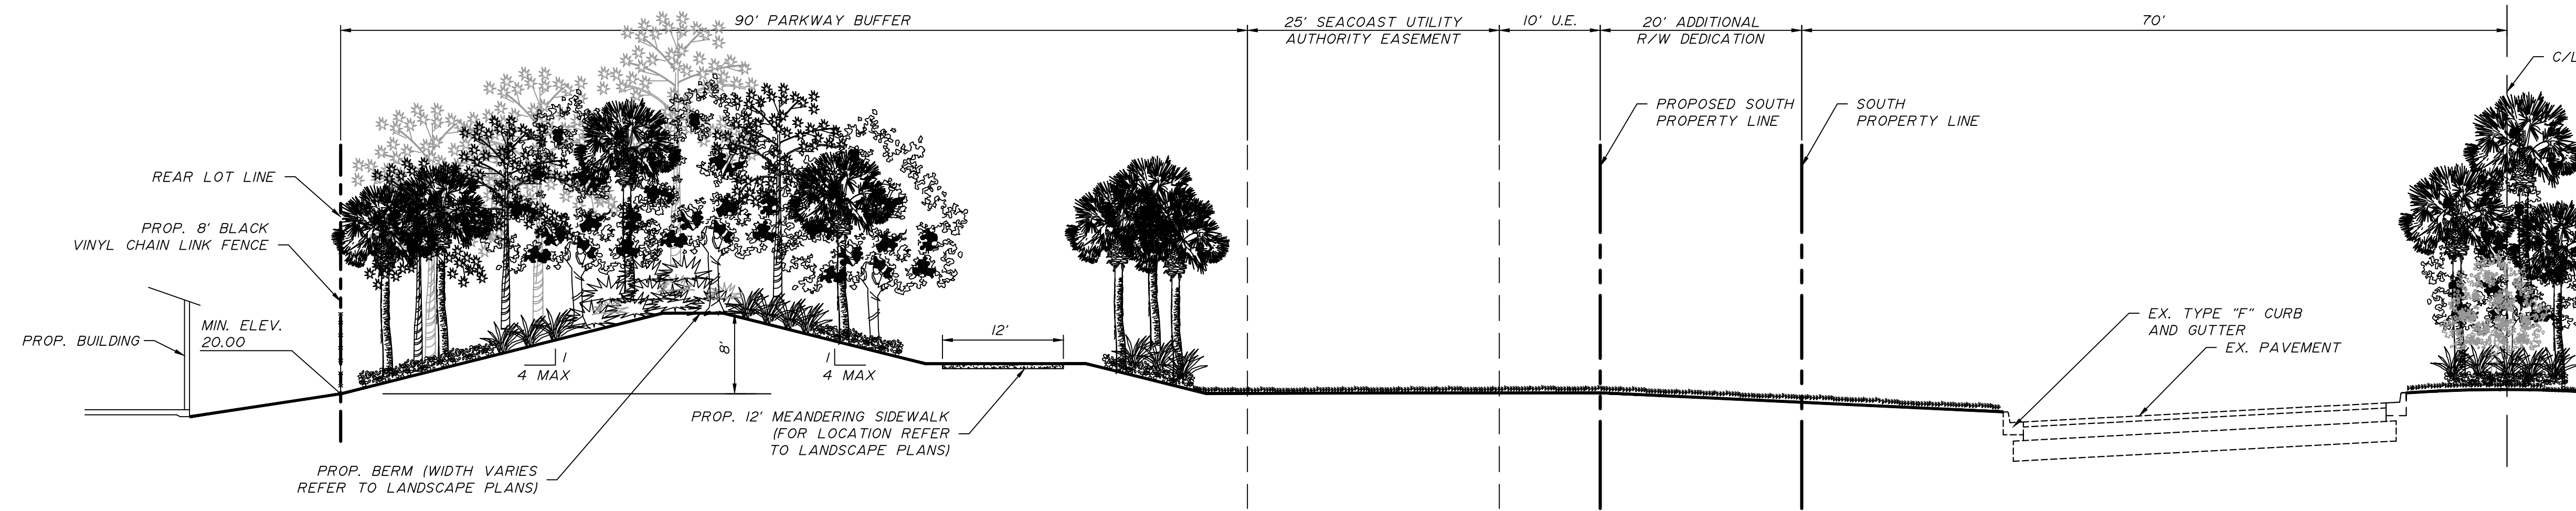 90' PARKWAY BUFFER
25' SEACOAST UTILITY
AUTHORITY EASEMENT
10' U.E.
20' ADDITIONAL
R/W DEDICATION
70'
C/L
PROPOSED SOUTH
PROPERTY LINE
SOUTH
PROPERTY LINE
REAR LOT LINE
PROP. 8' BLACK
VINYL CHAIN LINK FENCE
PROP. BUILDING
MIN. ELEV.
20.00
1
4 MAX
8'
1
4 MAX
12'
EX. TYPE "F" CURB
AND GUTTER
EX. PAVEMENT
PROP. 12' MEANDERING SIDEWALK
(FOR LOCATION REFER
TO LANDSCAPE PLANS)
PROP. BERM (WIDTH VARIES
REFER TO LANDSCAPE PLANS)